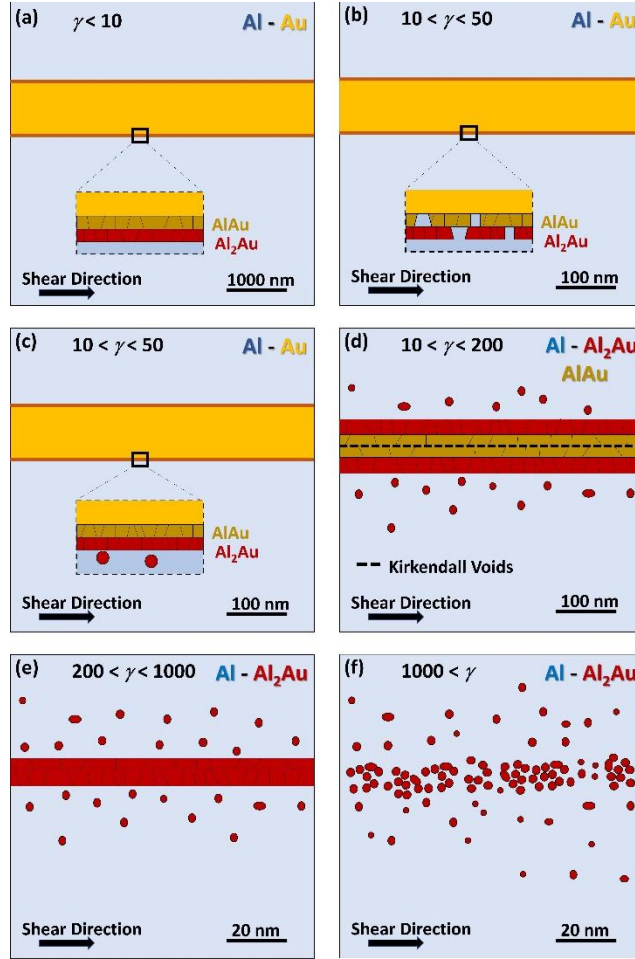 (a) γ < 10 Al - Au
AlAu
Al₂Au
Shear Direction 1000 nm
(b) 10 < γ < 50 Al - Au
AlAu
Al₂Au
Shear Direction 100 nm
(c) 10 < γ < 50 Al - Au
AlAu
Al₂Au
Shear Direction 100 nm
(d) 10 < γ < 200 Al - Al₂Au
AlAu
Kirkendall Voids
Shear Direction 100 nm
(e) 200 < γ < 1000 Al - Al₂Au
Shear Direction 20 nm
(f) 1000 < γ Al - Al₂Au
Shear Direction 20 nm